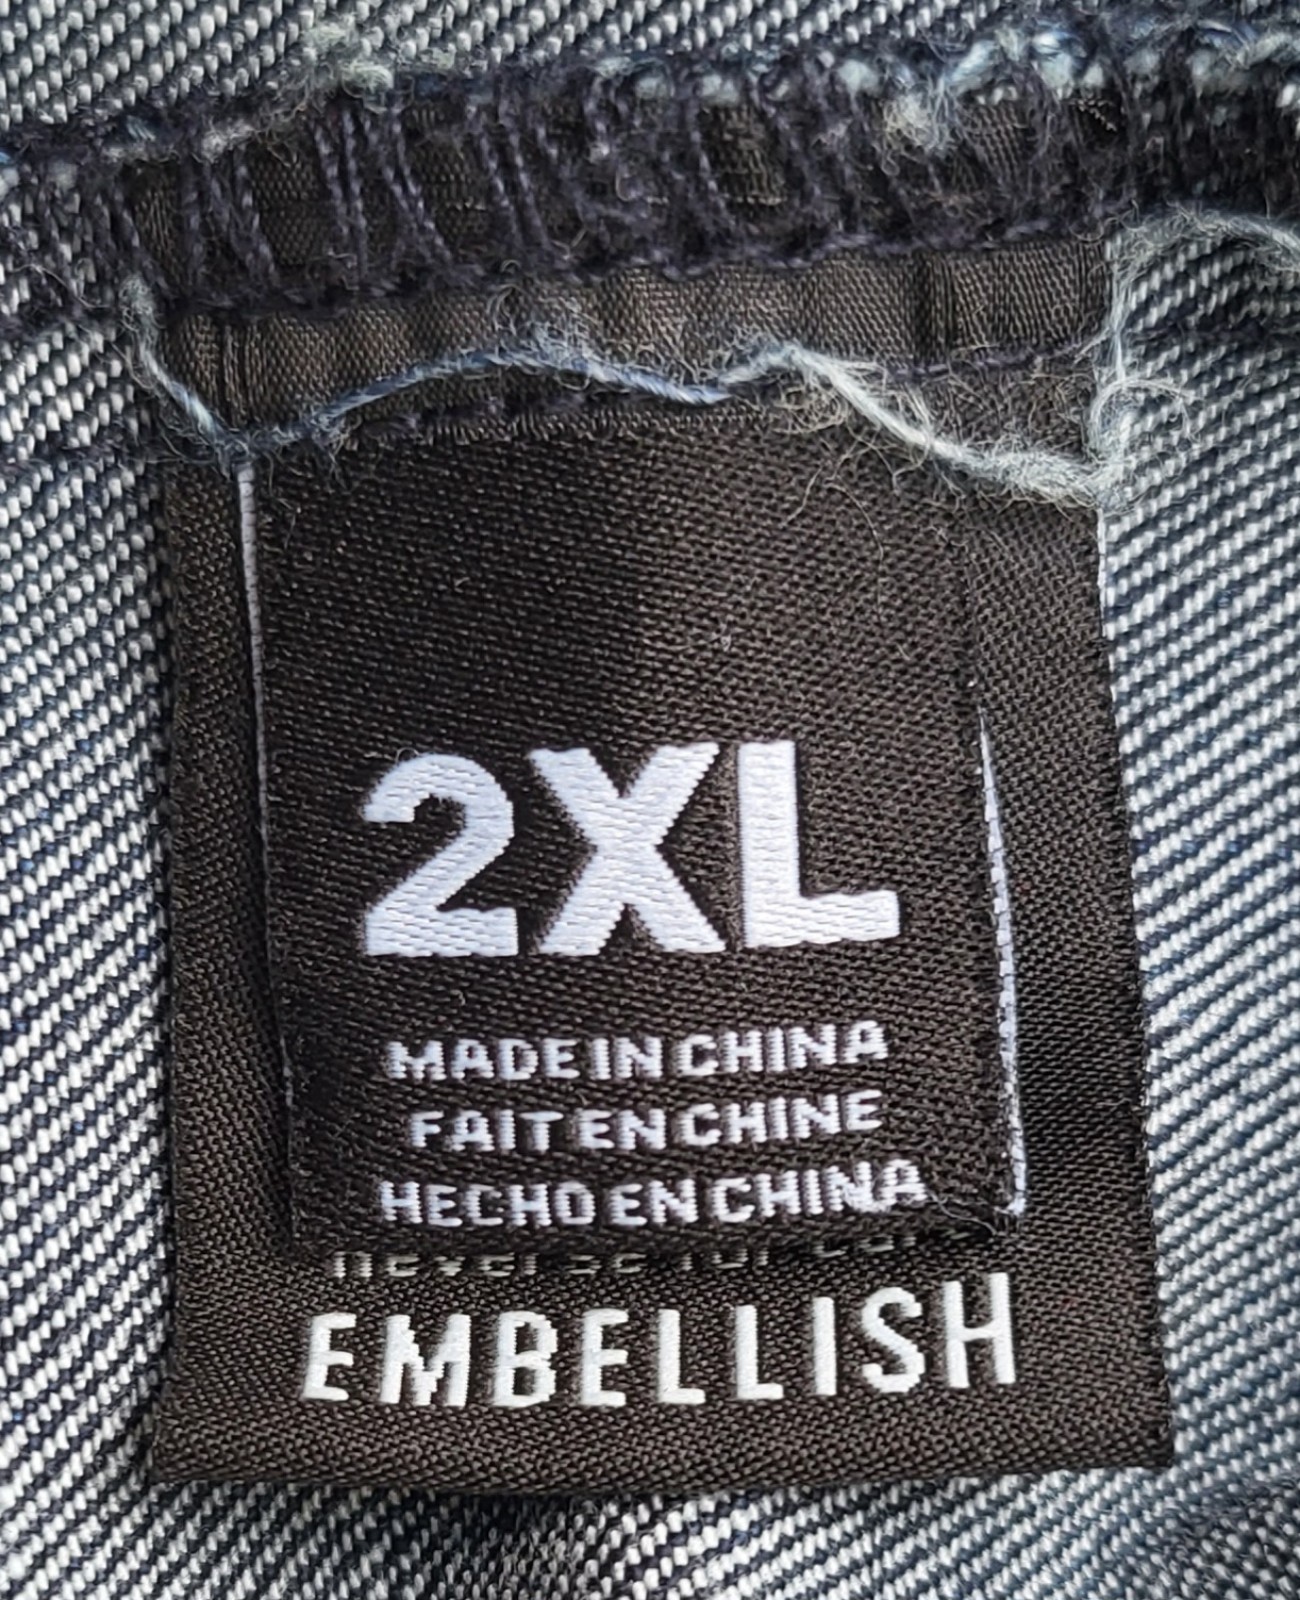 2XL
MADE IN CHINA
FAIT EN CHINE
HECHO EN CHINA
EMBELLISH